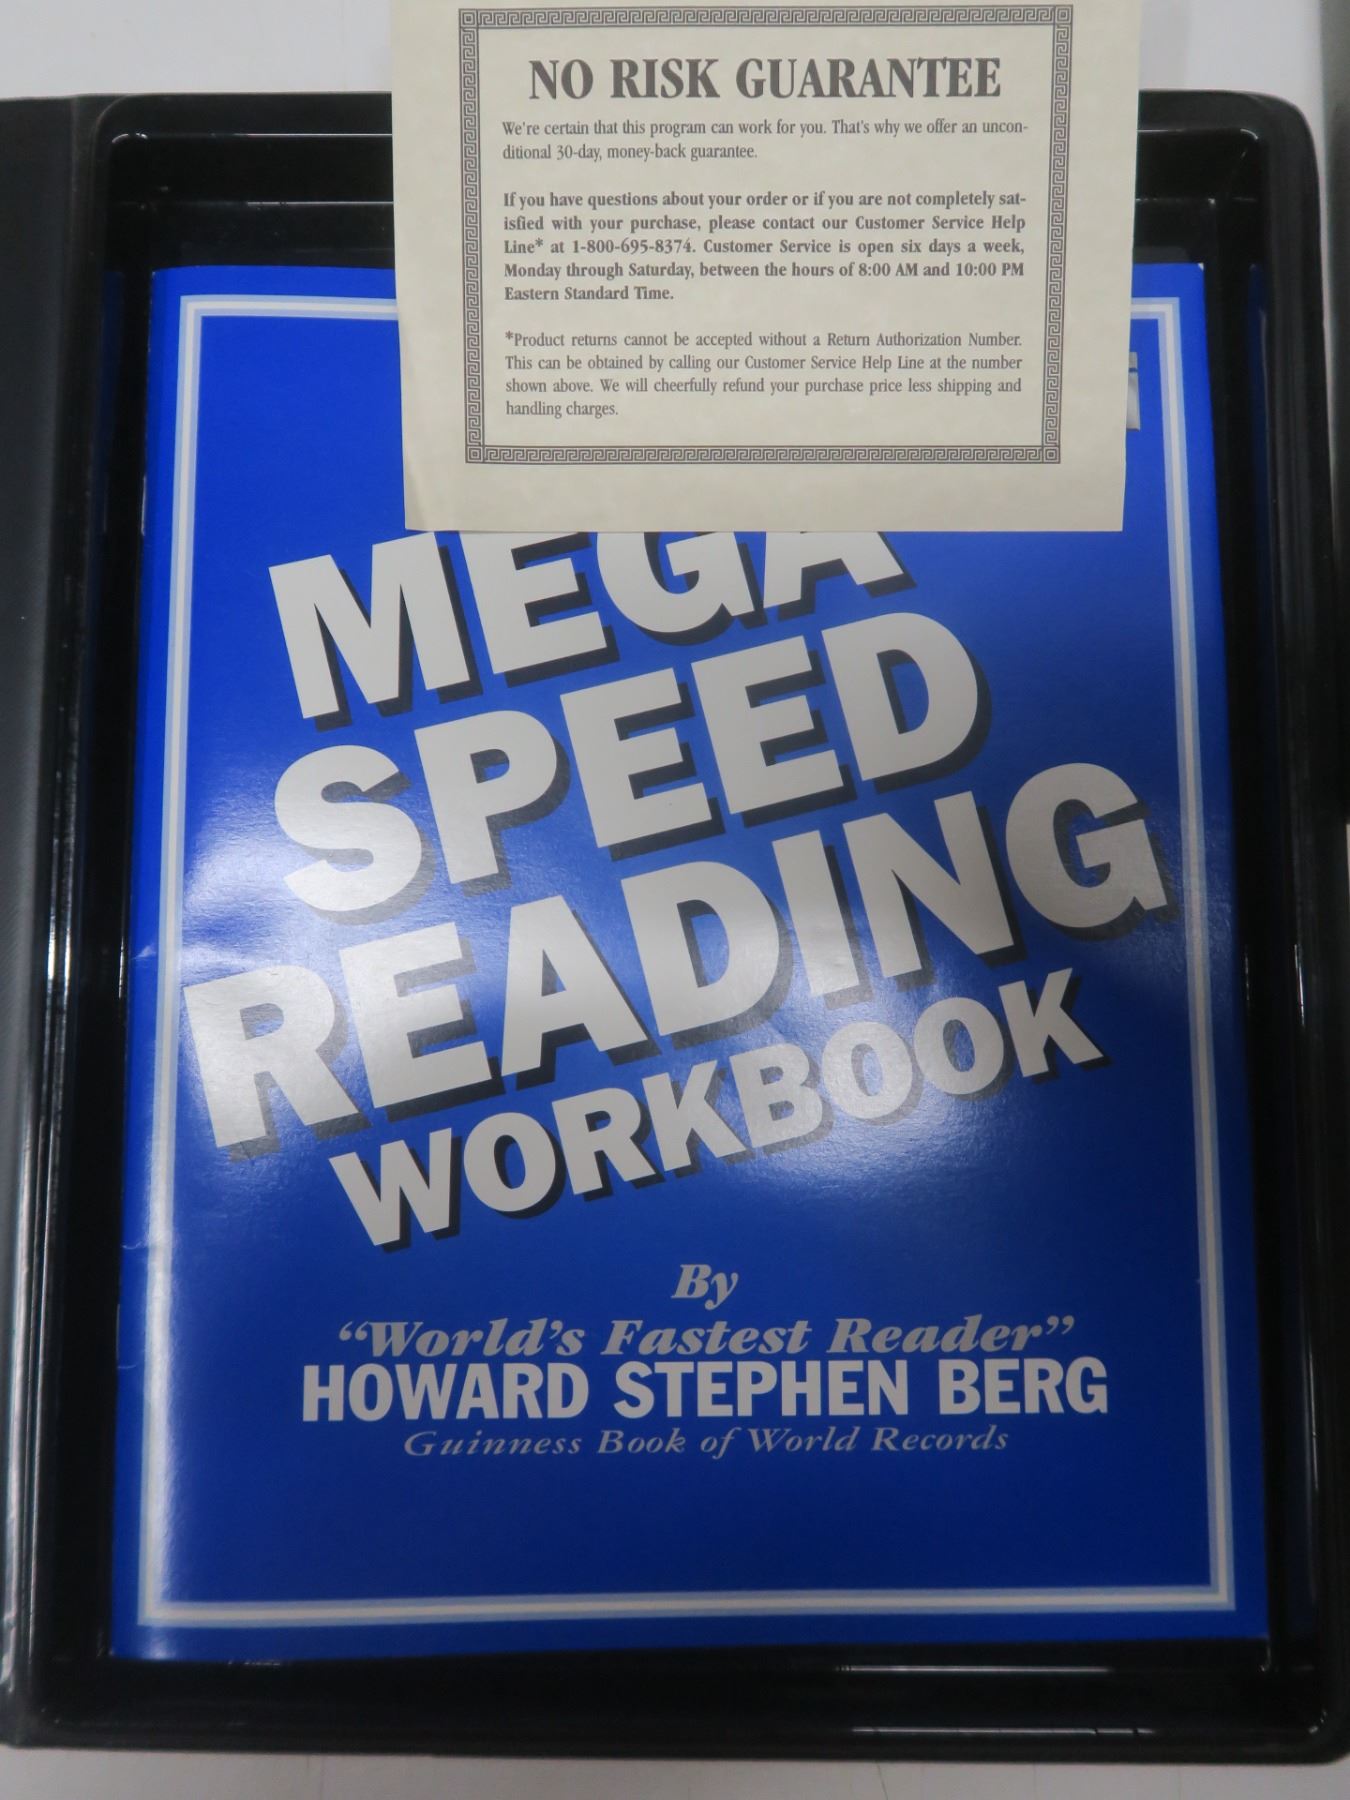 NO RISK GUARANTEE
We're certain that this program can work for you. That's why we offer an uncon-
ditional 30-day, money-back guarantee.
If you have questions about your order or if you are not completely sat-
isfied with your purchase, please contact our Customer Service Help
Line* at 1-800-695-8374. Customer Service is open six days a week,
Monday through Saturday, between the hours of 8:00 AM and 10:00 PM
Eastern Standard Time.
*Product returns cannot be accepted without a Return Authorization Number.
This can be obtained by calling our Customer Service Help Line at the number
shown above. We will cheerfully refund your purchase price less shipping and
handling charges.
MEGA
SPEED
READING
WORKBOOK
By
“World's Fastest Reader”
HOWARD STEPHEN BERG
Guinness Book of World Records